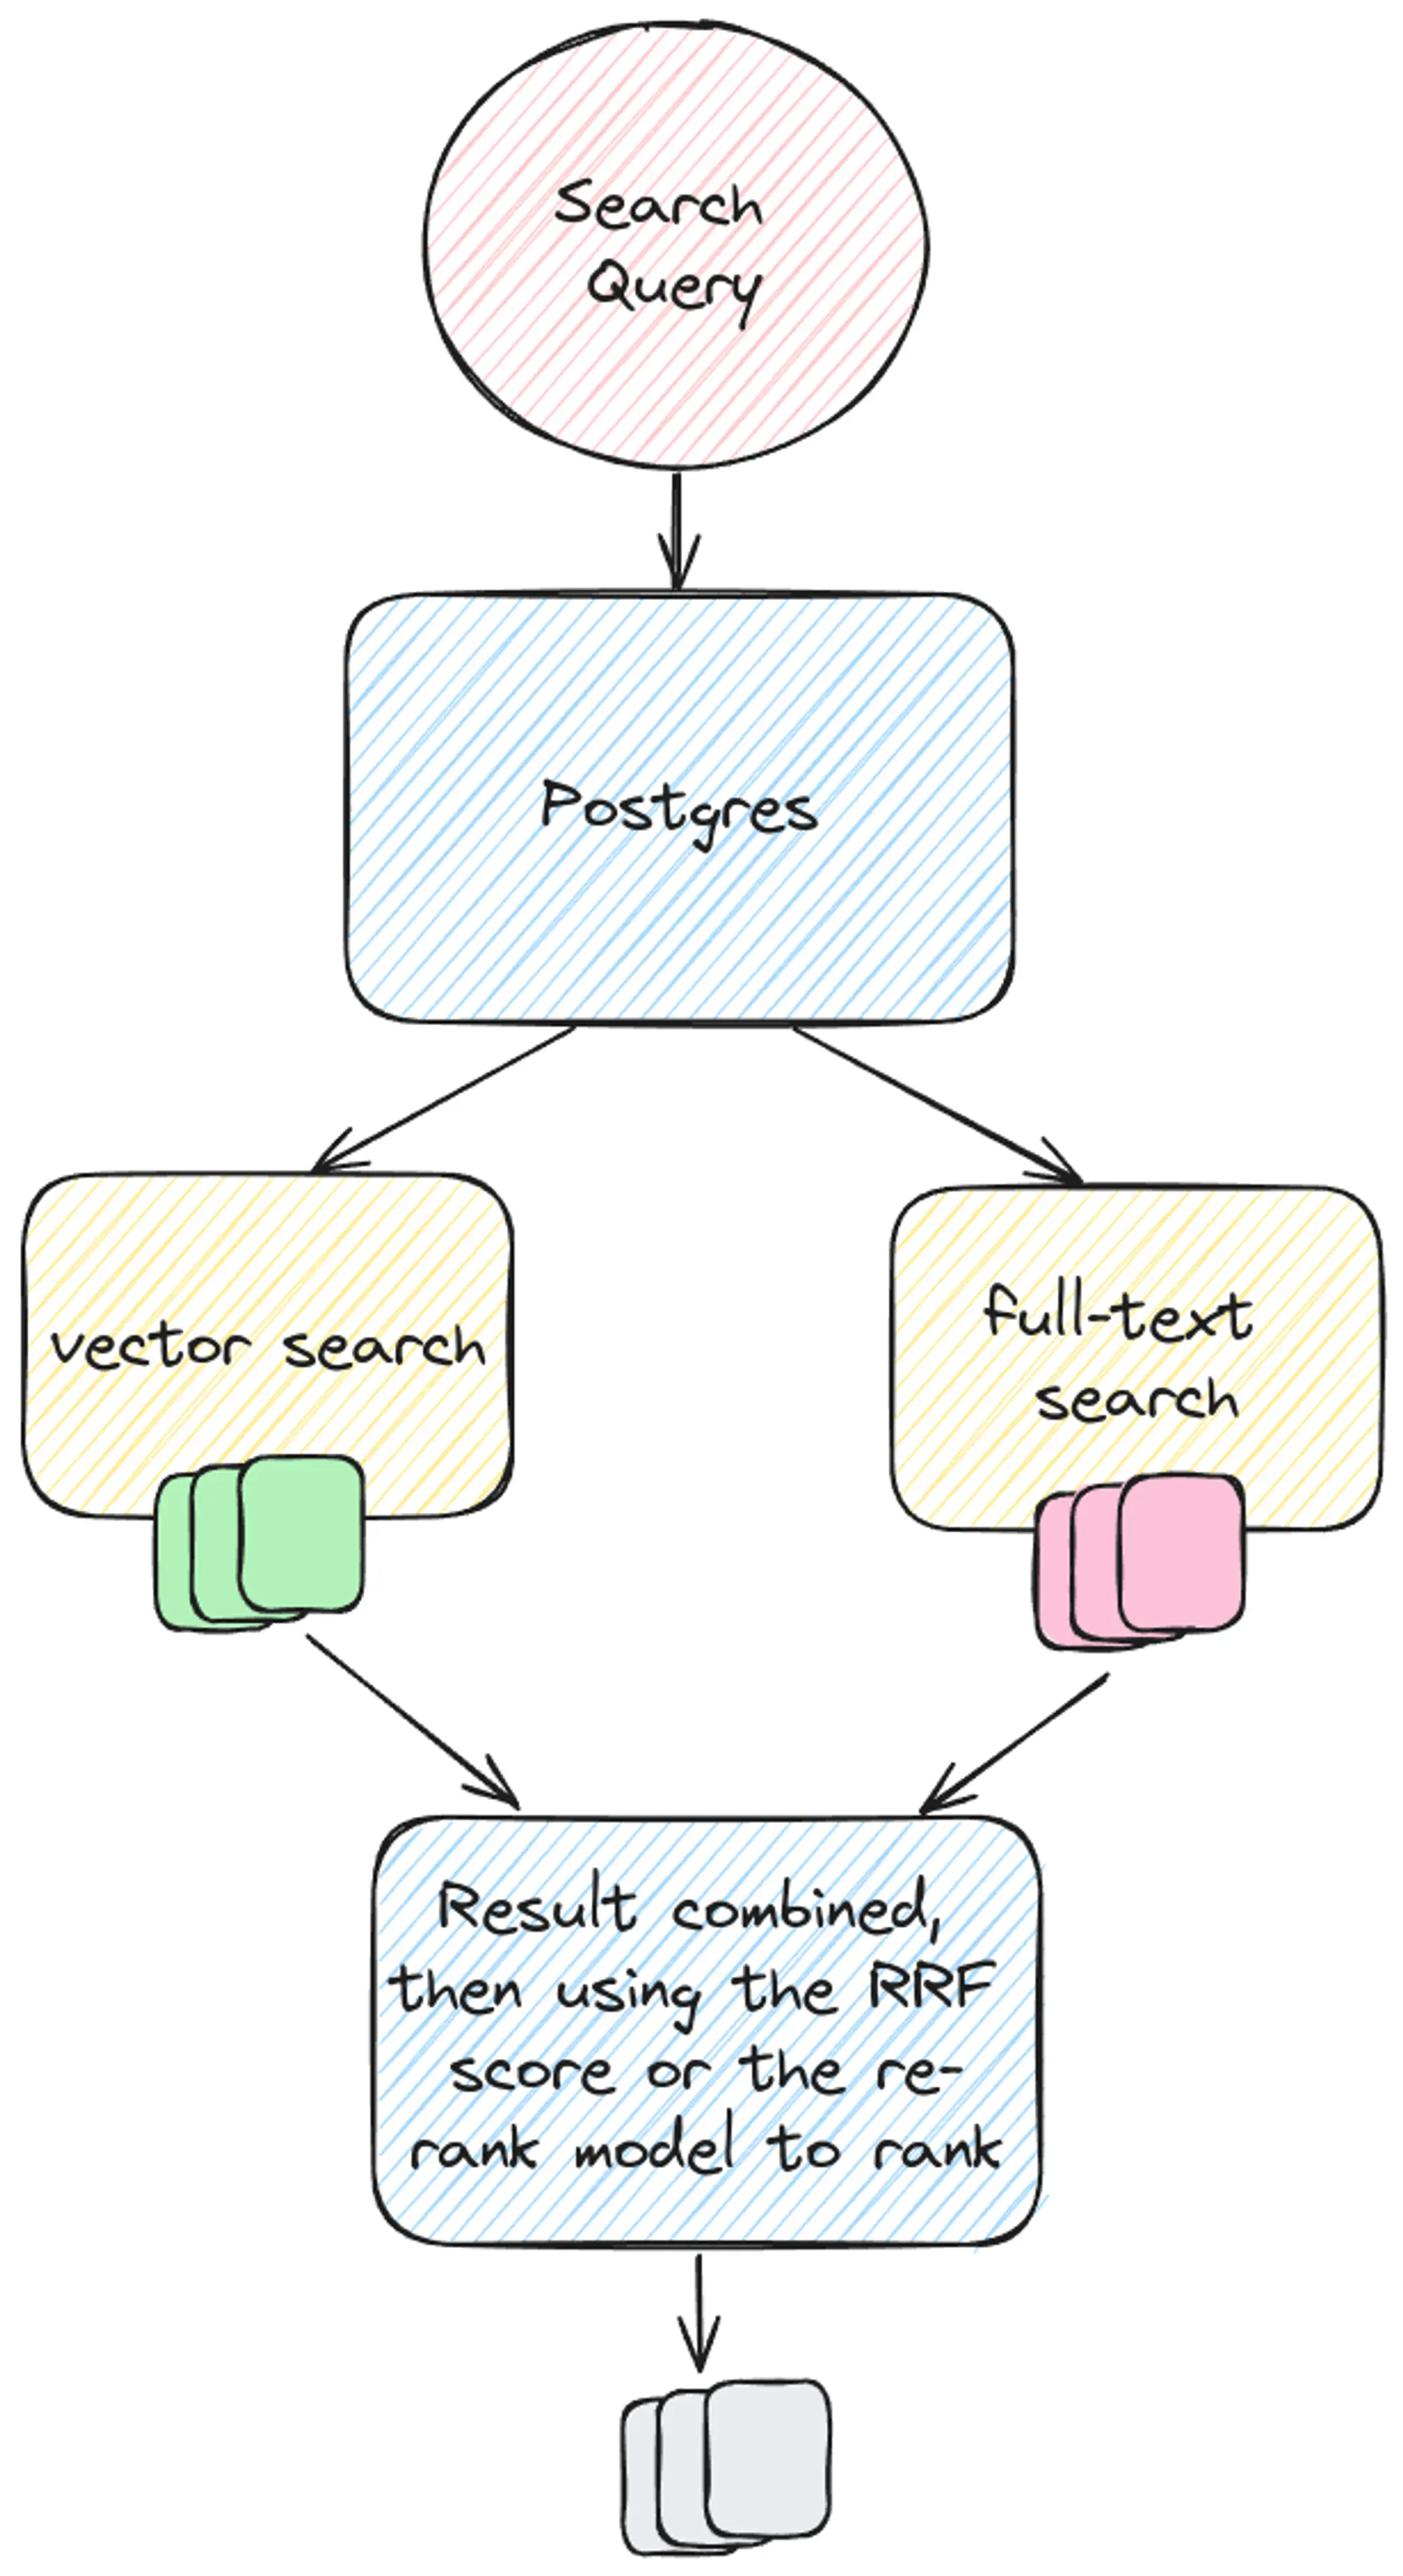 Search
Query
Postgres
vector search
full-text
search
Result combined,
then using the RRF
score or the re-
rank model to rank